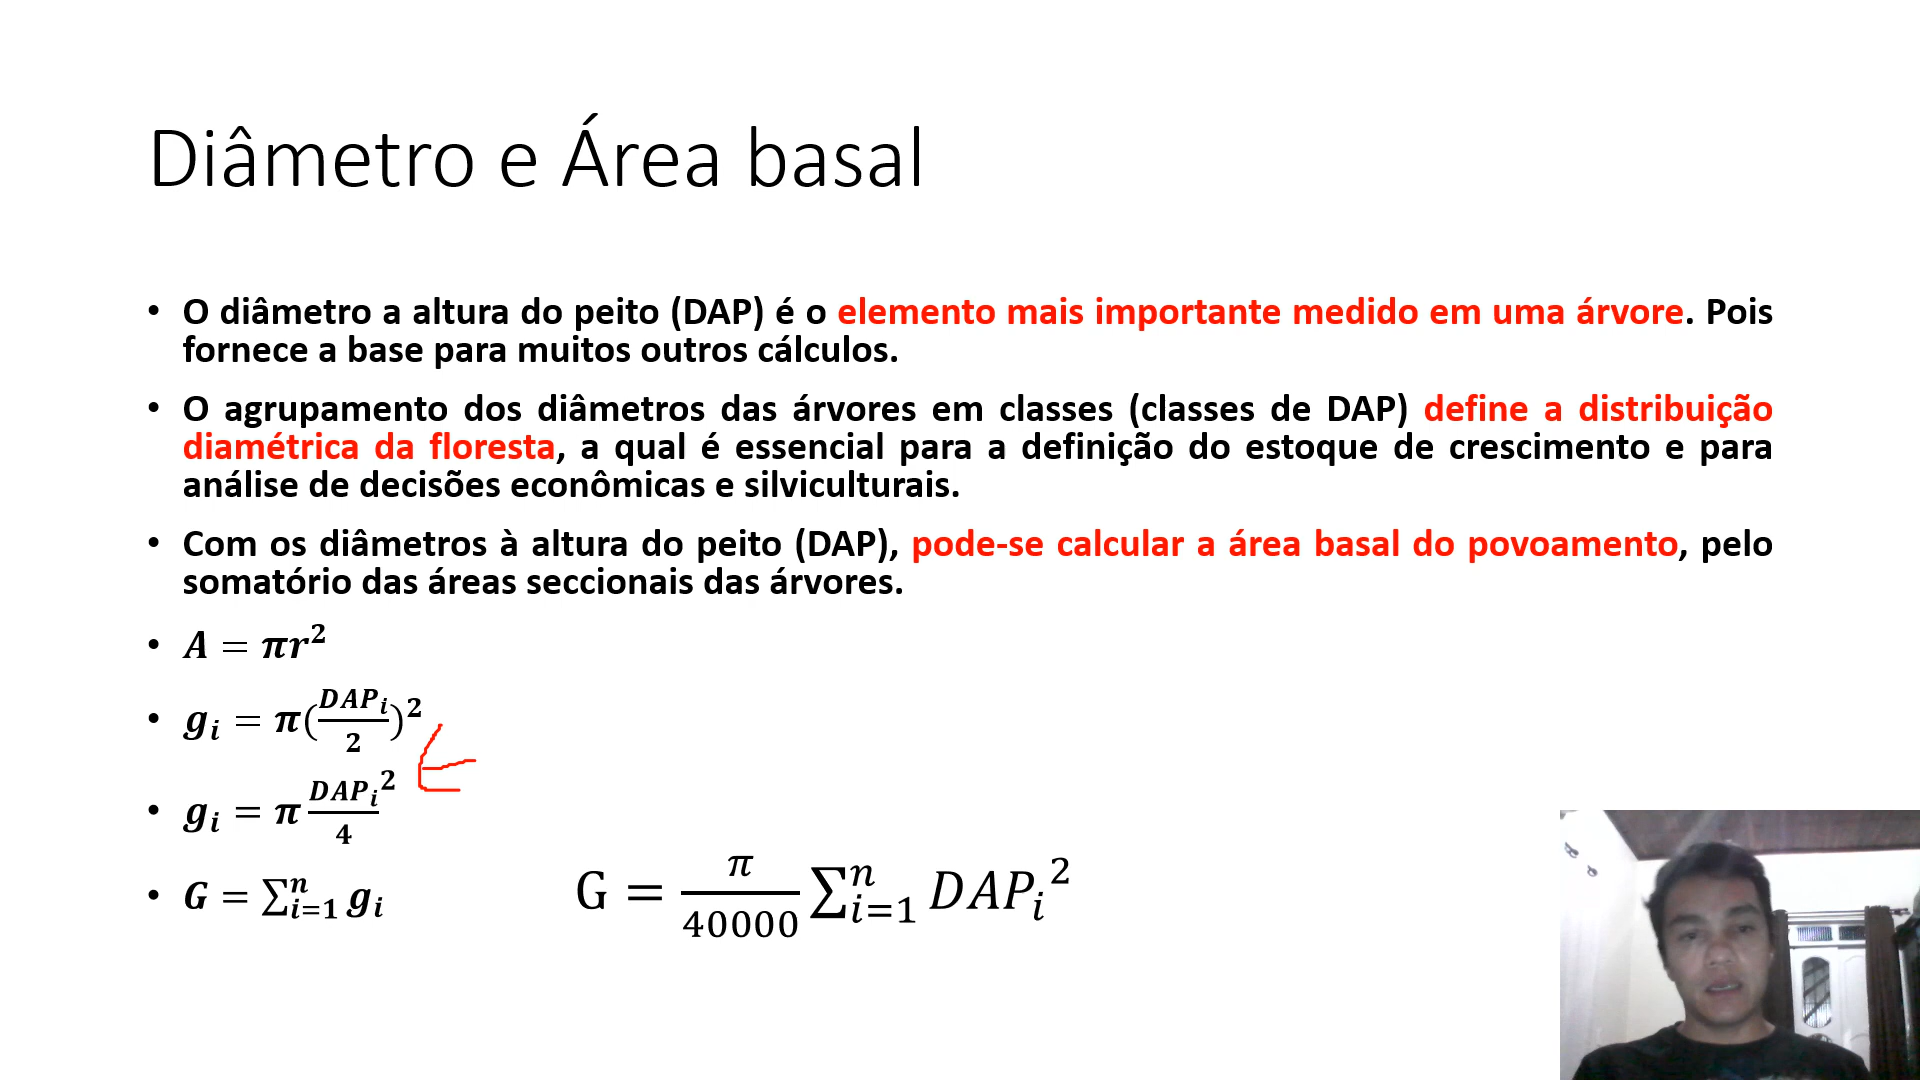 Diâmetro e Área basal
• O diâmetro a altura do peito (DAP) é o elemento mais importante medido em uma árvore. Pois
fornece a base para muitos outros cálculos.
• O agrupamento dos diâmetros das árvores em classes (classes de DAP) define a distribuição
diamétrica da floresta, a qual é essencial para a definição do estoque de crescimento e para
análise de decisões econômicas e silviculturais.
• Com os diâmetros à altura do peito (DAP), pode-se calcular a área basal do povoamento, pelo
somatório das áreas seccionais das árvores.
• A = πr²
• gᵢ = π(DAPᵢ/2)²
• gᵢ = π DAPᵢ²/4
• G = ∑ⁿᵢ₌₁ gᵢ
G = π/40000 ∑ⁿᵢ₌₁ DAPᵢ²